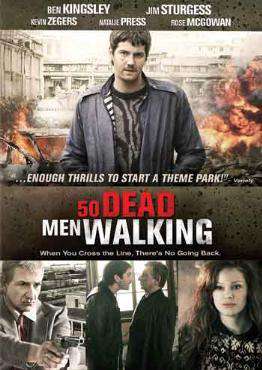 BEN KINGSLEY JIM STURGESS
KEVIN ZEGERS NATALIE PRESS ROSE MCGOWAN
...ENOUGH THRILLS TO START A THEME PARK!"
Variety
50 DEAD
MEN WALKING
When You Cross the Line, There's No Going Back.